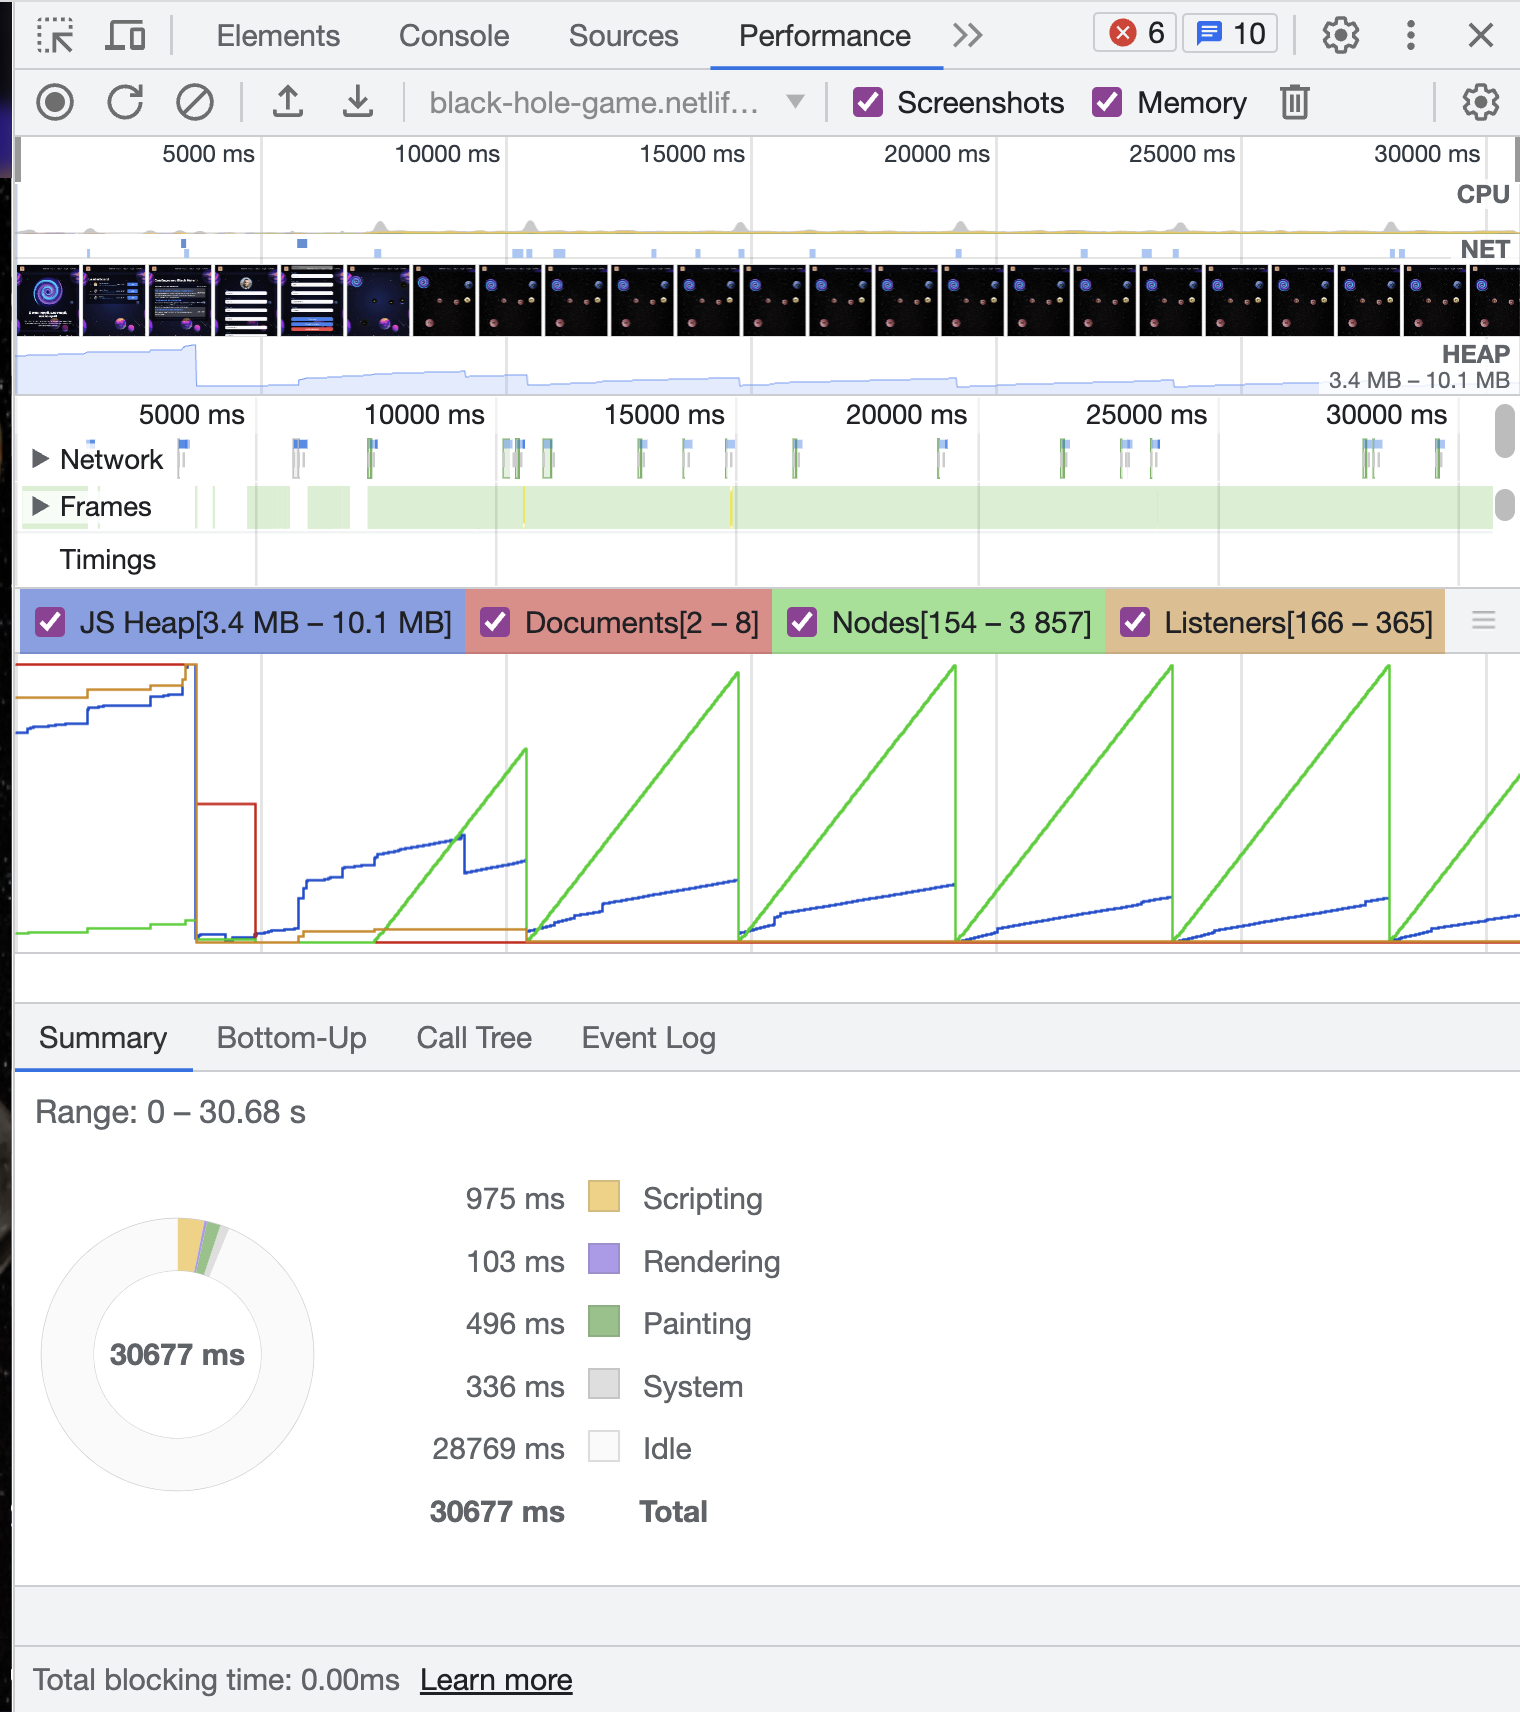 Elements Console Sources Performance 6 10
black-hole-game.netlif... Screenshots Memory
5000 ms 10000 ms 15000 ms 20000 ms 25000 ms 30000 ms
CPU
NET
HEAP
3.4 MB – 10.1 MB
5000 ms 10000 ms 15000 ms 20000 ms 25000 ms 30000 ms
Network
Frames
Timings
JS Heap[3.4 MB – 10.1 MB] Documents[2 – 8] Nodes[154 – 3 857] Listeners[166 – 365]
Summary Bottom-Up Call Tree Event Log
Range: 0 – 30.68 s
975 ms Scripting
103 ms Rendering
496 ms Painting
30677 ms
336 ms System
28769 ms Idle
30677 ms Total
Total blocking time: 0.00ms Learn more